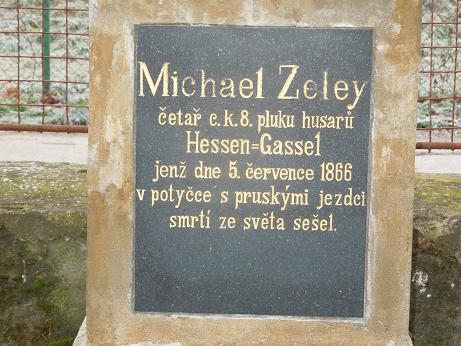 Michael Zeley
četař c.k.8. pluku husarů
Hessen=Gassel
jenž dne 5. července 1866
v potyčce s pruskými jezdci
smrtí ze světa sešel.